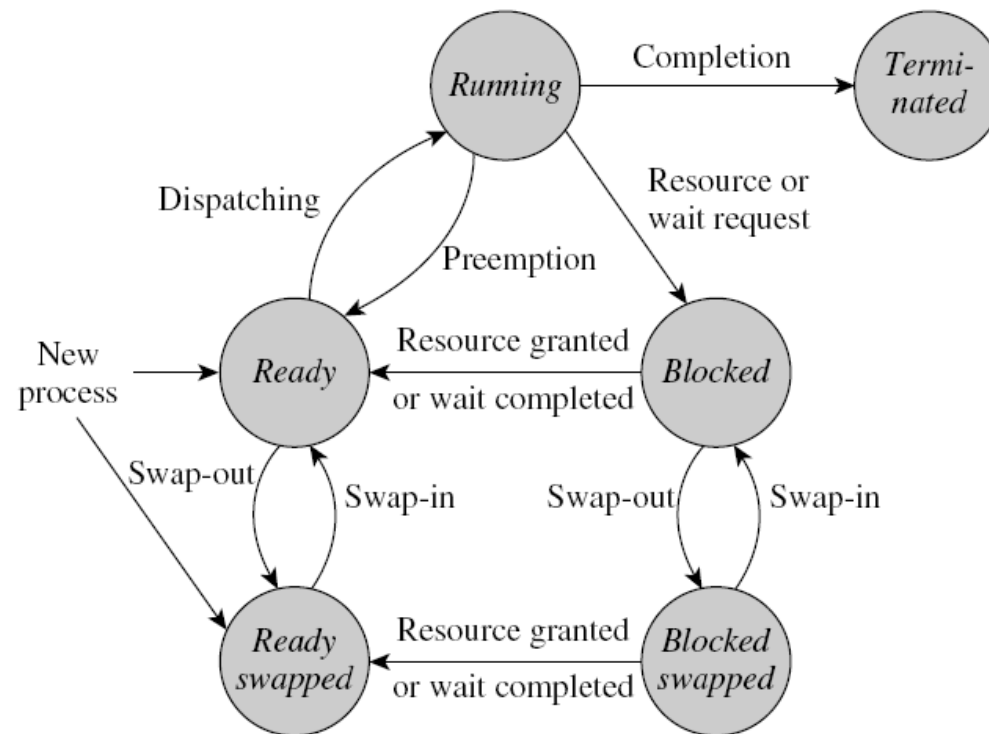 Running
Completion
Termi-
nated
Dispatching
Resource or
wait request
Preemption
New
process
Ready
Resource granted
or wait completed
Blocked
Swap-out
Swap-in
Swap-out
Swap-in
Ready
swapped
Resource granted
or wait completed
Blocked
swapped